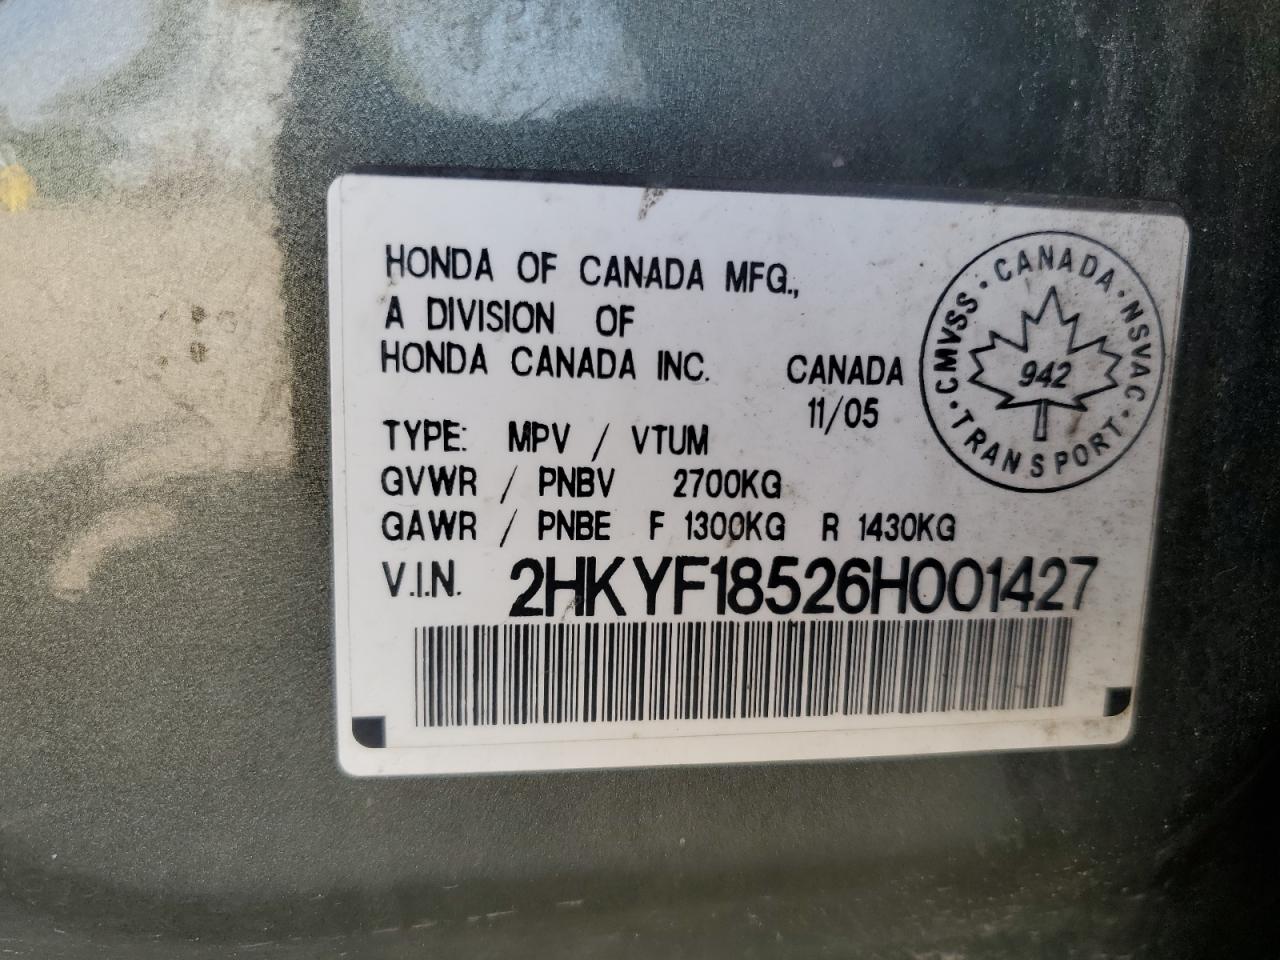 HONDA OF CANADA MFG.,
A DIVISION OF
HONDA CANADA INC. CANADA
11/05
TYPE: MPV / VTUM
GVWR / PNBV 2700KG
GAWR / PNBE F 1300KG R 1430KG
V.I.N. 2HKYF18526H001427
CANADA · NSVAC · TRANSPORT · CMVSS ·
942